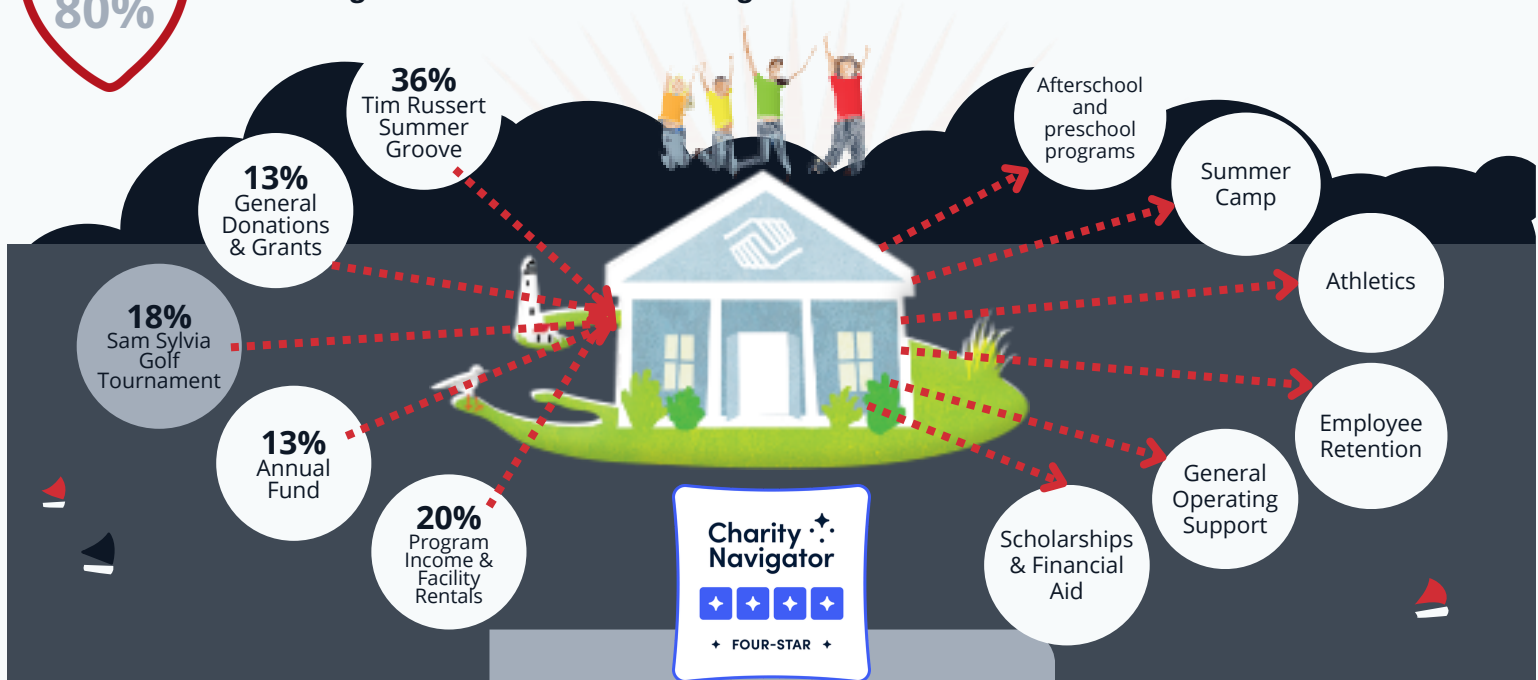 80%
36%
Tim Russert
Summer
Groove
13%
General
Donations
& Grants
18%
Sam Sylvia
Golf
Tournament
13%
Annual
Fund
20%
Program
Income &
Facility
Rentals
Afterschool
and
preschool
programs
Summer
Camp
Athletics
Employee
Retention
General
Operating
Support
Scholarships
& Financial
Aid
Charity
Navigator
FOUR-STAR